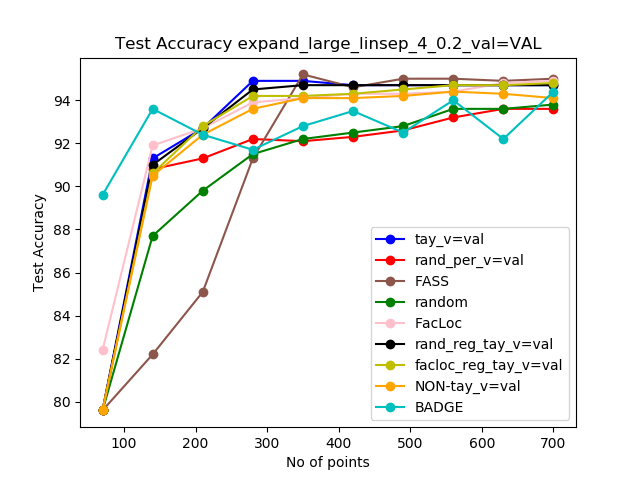 Test Accuracy expand_large_linsep_4_0.2_val=VAL
Test Accuracy
94
92
90
88
86
84
82
80
tay_v=val
rand_per_v=val
FASS
random
FacLoc
rand_reg_tay_v=val
facloc_reg_tay_v=val
NON-tay_v=val
BADGE
100 200 300 400 500 600 700
No of points